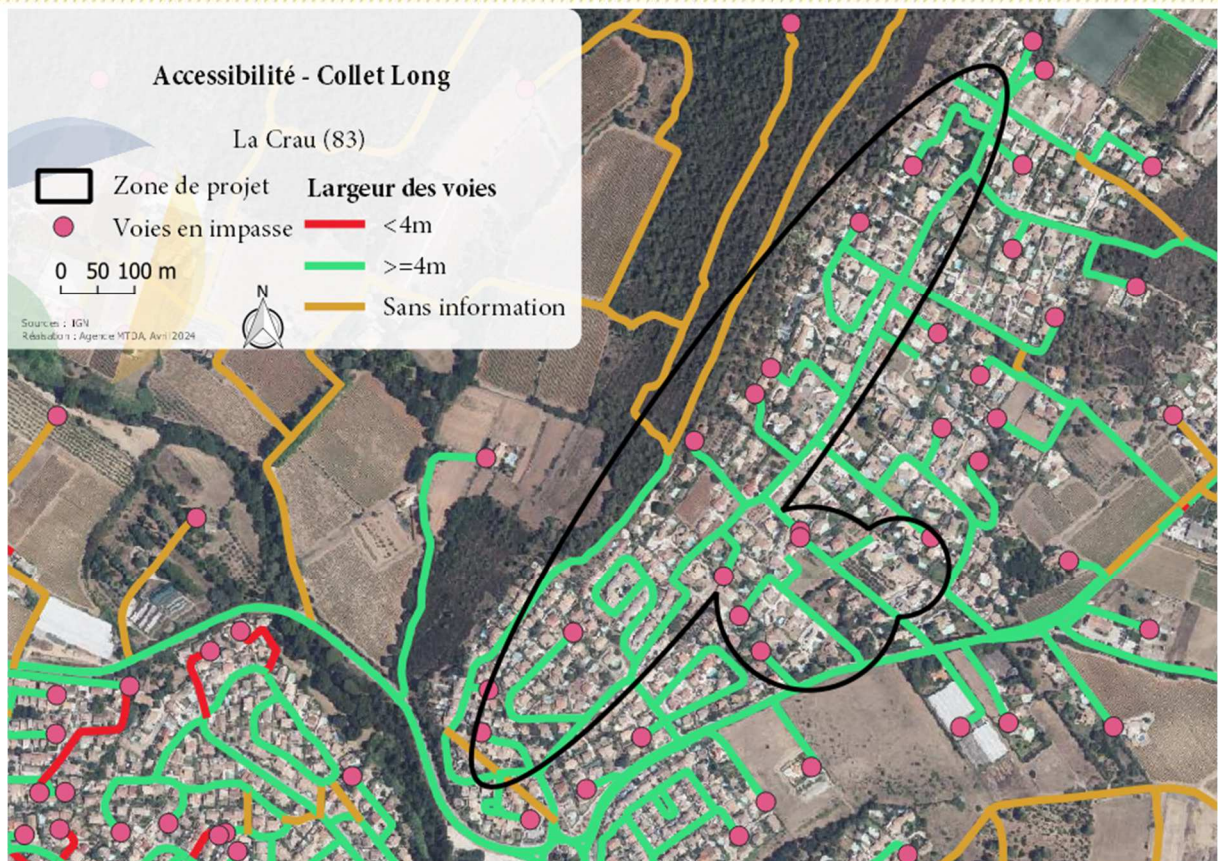 Accessibilité - Collet Long
La Crau (83)
Zone de projet
Voies en impasse
0 50 100 m
Largeur des voies
<4m
>=4m
Sans information
N
Sources : IGN
Réalisation : Agence MTDA, Avril 2024